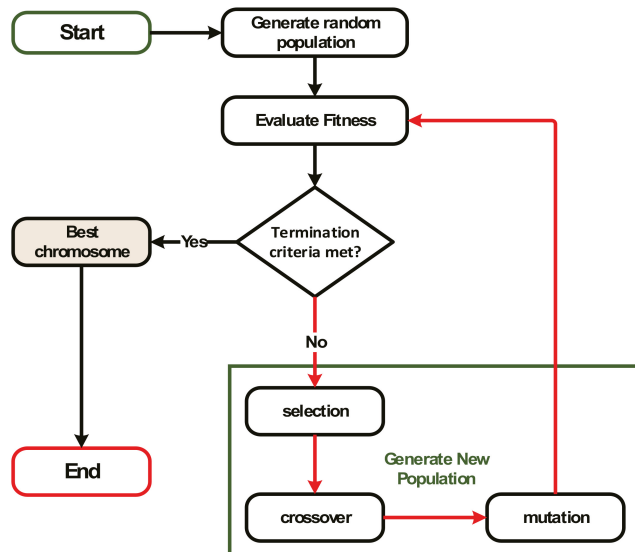 Start
Generate random
population
Evaluate Fitness
Termination
criteria met?
Yes
Best
chromosome
No
selection
Generate New
Population
End
crossover
mutation